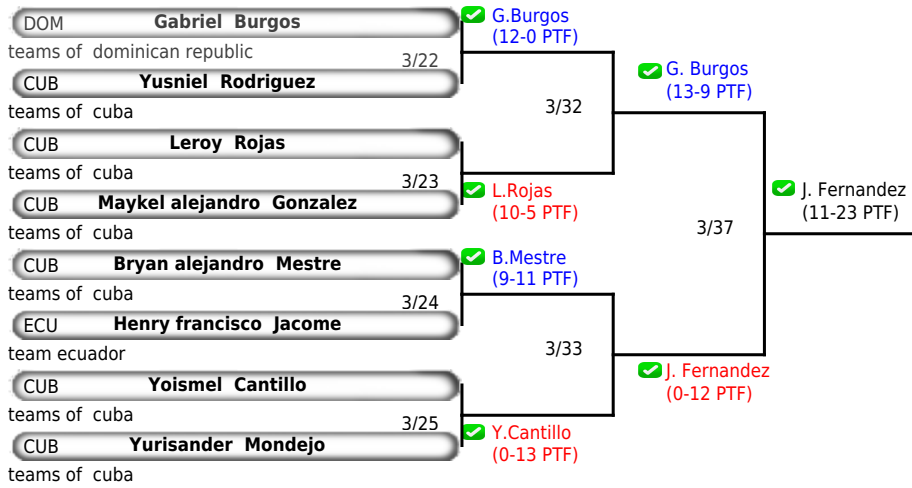 DOM Gabriel Burgos
teams of dominican republic
3/22
CUB Yusniel Rodriguez
teams of cuba
G.Burgos
(12-0 PTF)
CUB Leroy Rojas
teams of cuba
3/23
CUB Maykel alejandro Gonzalez
teams of cuba
L.Rojas
(10-5 PTF)
3/32
G. Burgos
(13-9 PTF)
CUB Bryan alejandro Mestre
teams of cuba
3/24
ECU Henry francisco Jacome
team ecuador
B.Mestre
(9-11 PTF)
CUB Yoismel Cantillo
teams of cuba
3/25
CUB Yurisander Mondejo
teams of cuba
Y.Cantillo
(0-13 PTF)
3/33
J. Fernandez
(0-12 PTF)
3/37
J. Fernandez
(11-23 PTF)